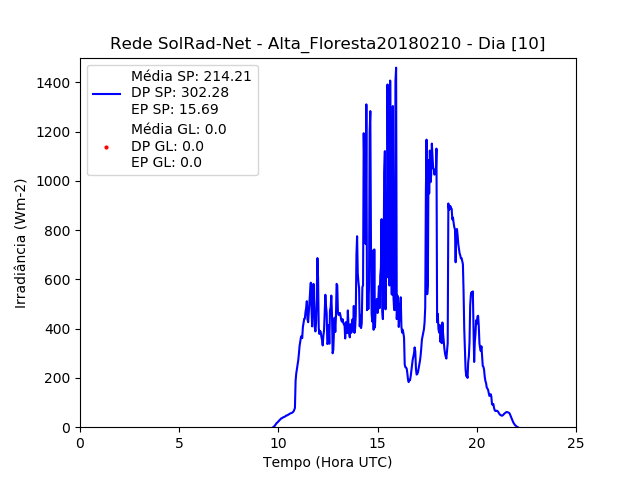 Rede SolRad-Net - Alta_Floresta20180210 - Dia [10]
Média SP: 214.21
DP SP: 302.28
EP SP: 15.69
Média GL: 0.0
DP GL: 0.0
EP GL: 0.0
1400
1200
1000
800
600
400
200
0
Irradiância (Wm-2)
0 5 10 15 20 25
Tempo (Hora UTC)